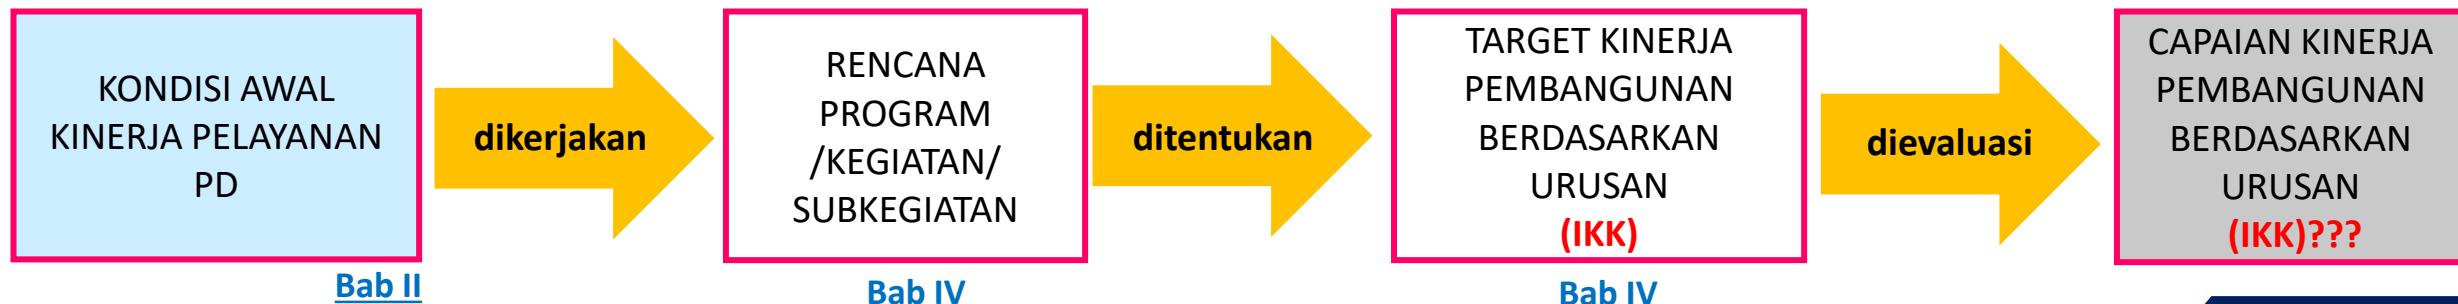 KONDISI AWAL
KINERJA PELAYANAN
PD
Bab II
dikerjakan
RENCANA
PROGRAM
/KEGIATAN/
SUBKEGIATAN
Bab IV
ditentukan
TARGET KINERJA
PEMBANGUNAN
BERDASARKAN
URUSAN
(IKK)
Bab IV
dievaluasi
CAPAIAN KINERJA
PEMBANGUNAN
BERDASARKAN
URUSAN
(IKK)???